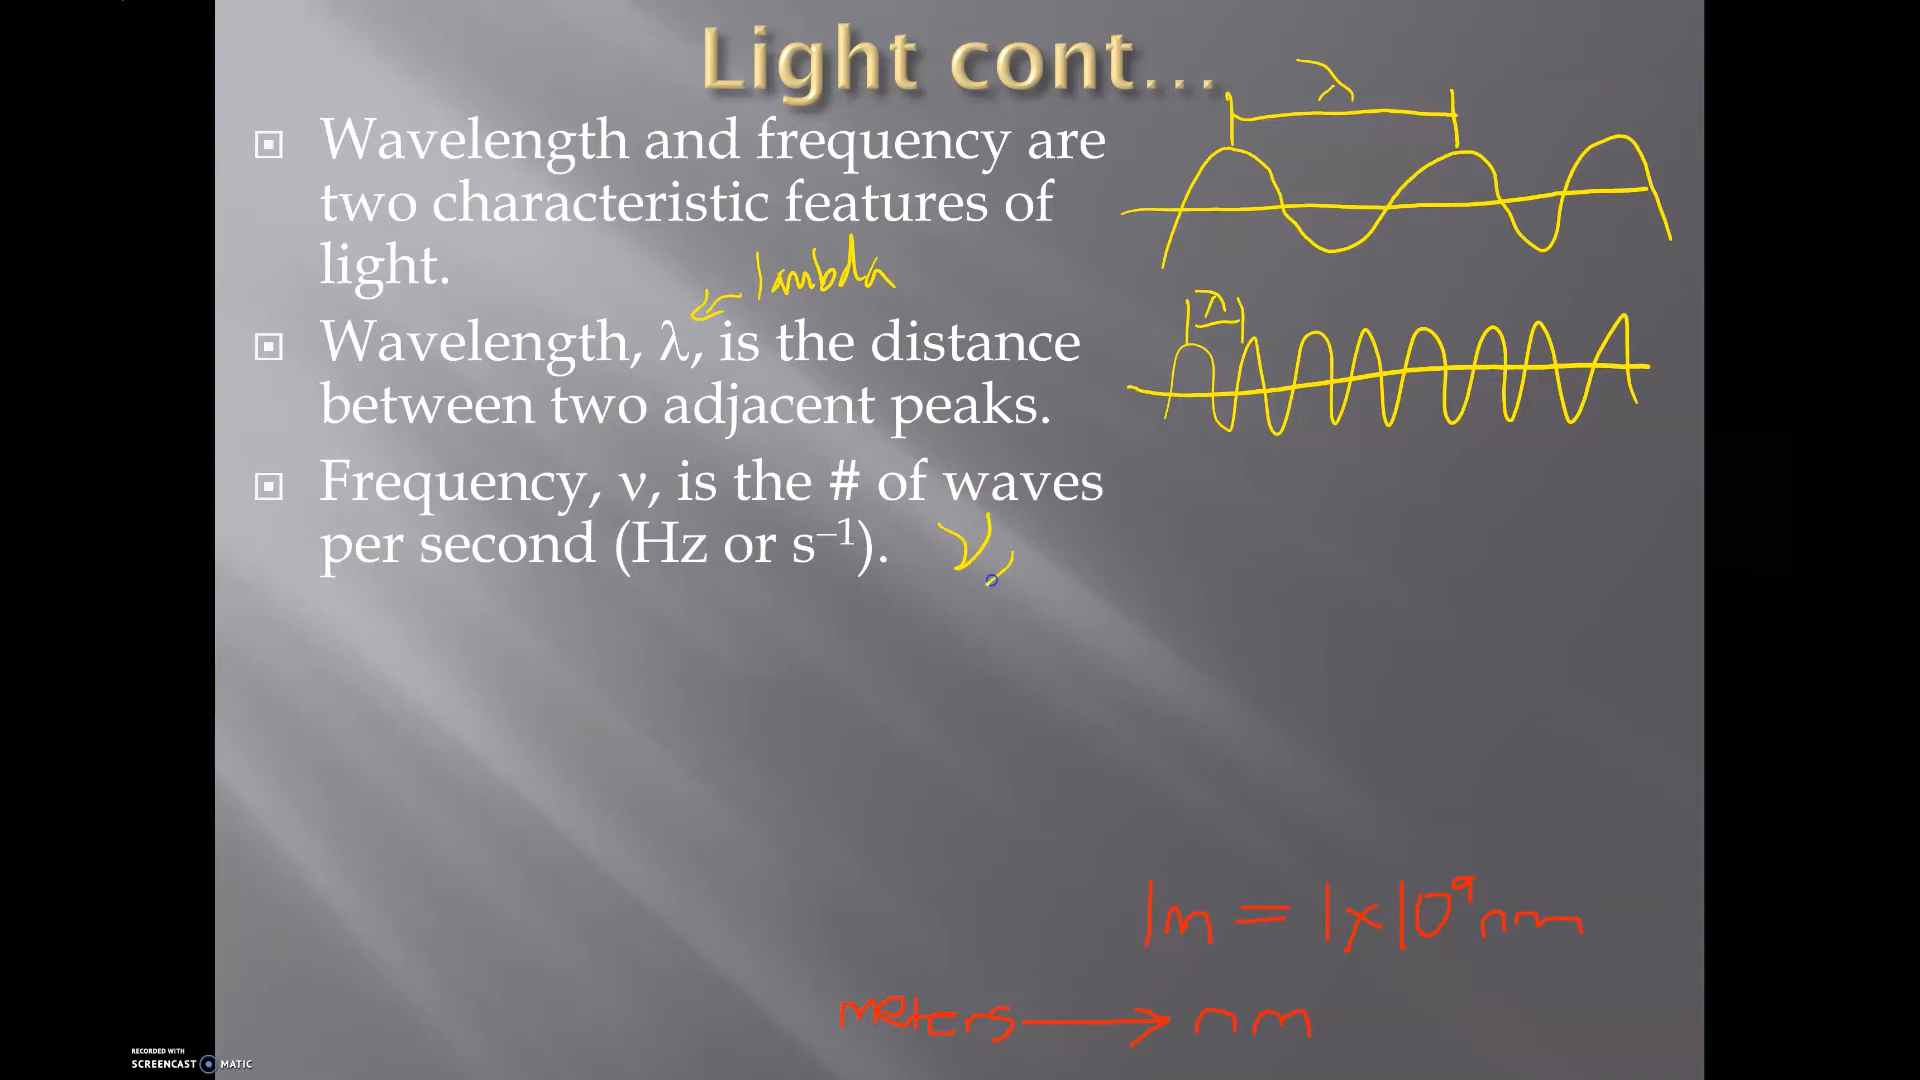 Light cont...
λ
Wavelength and frequency are
two characteristic features of
light.
lambda
λ
Wavelength, λ, is the distance
between two adjacent peaks.
Frequency, ν, is the # of waves
per second (Hz or s⁻¹).
ν,
1m = 1x10⁹nm
meters → nm
RECORDED WITH
SCREENCAST MATIC